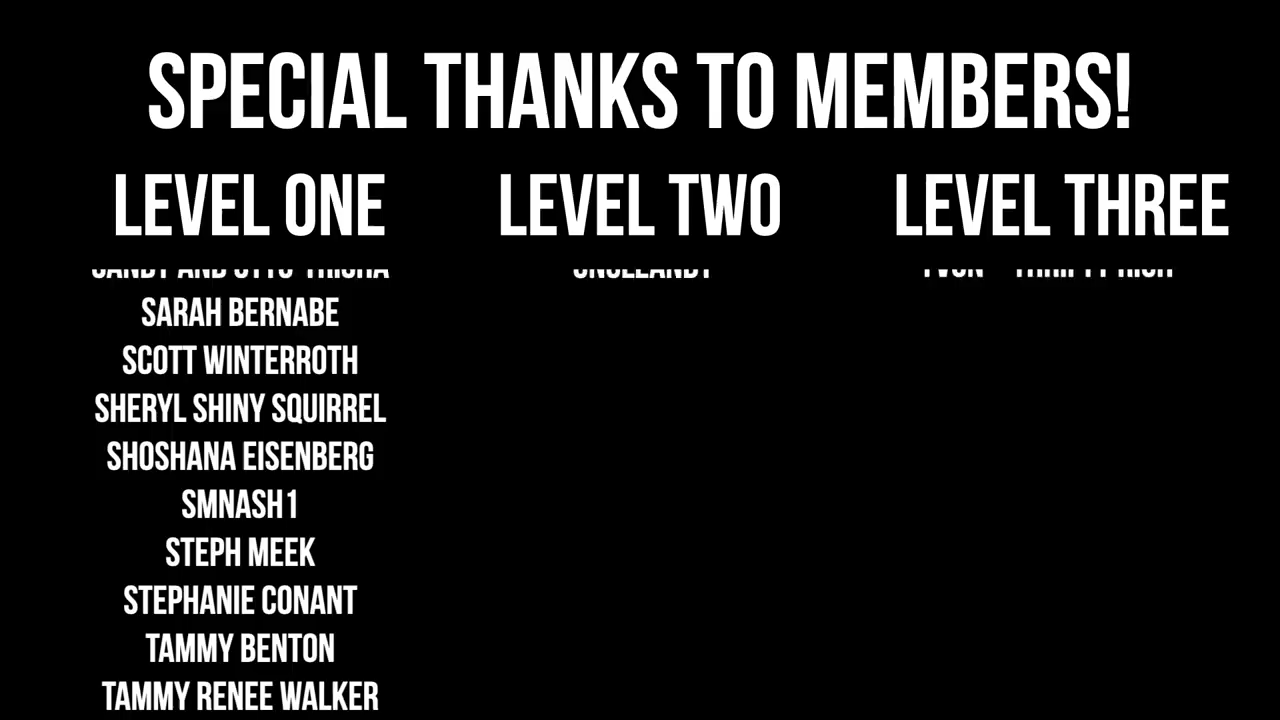 SPECIAL THANKS TO MEMBERS!
LEVEL ONE LEVEL TWO LEVEL THREE
SARAH BERNABE
SCOTT WINTERROTH
SHERYL SHINY SQUIRREL
SHOSHANA EISENBERG
SMNASH1
STEPH MEEK
STEPHANIE CONANT
TAMMY BENTON
TAMMY RENEE WALKER